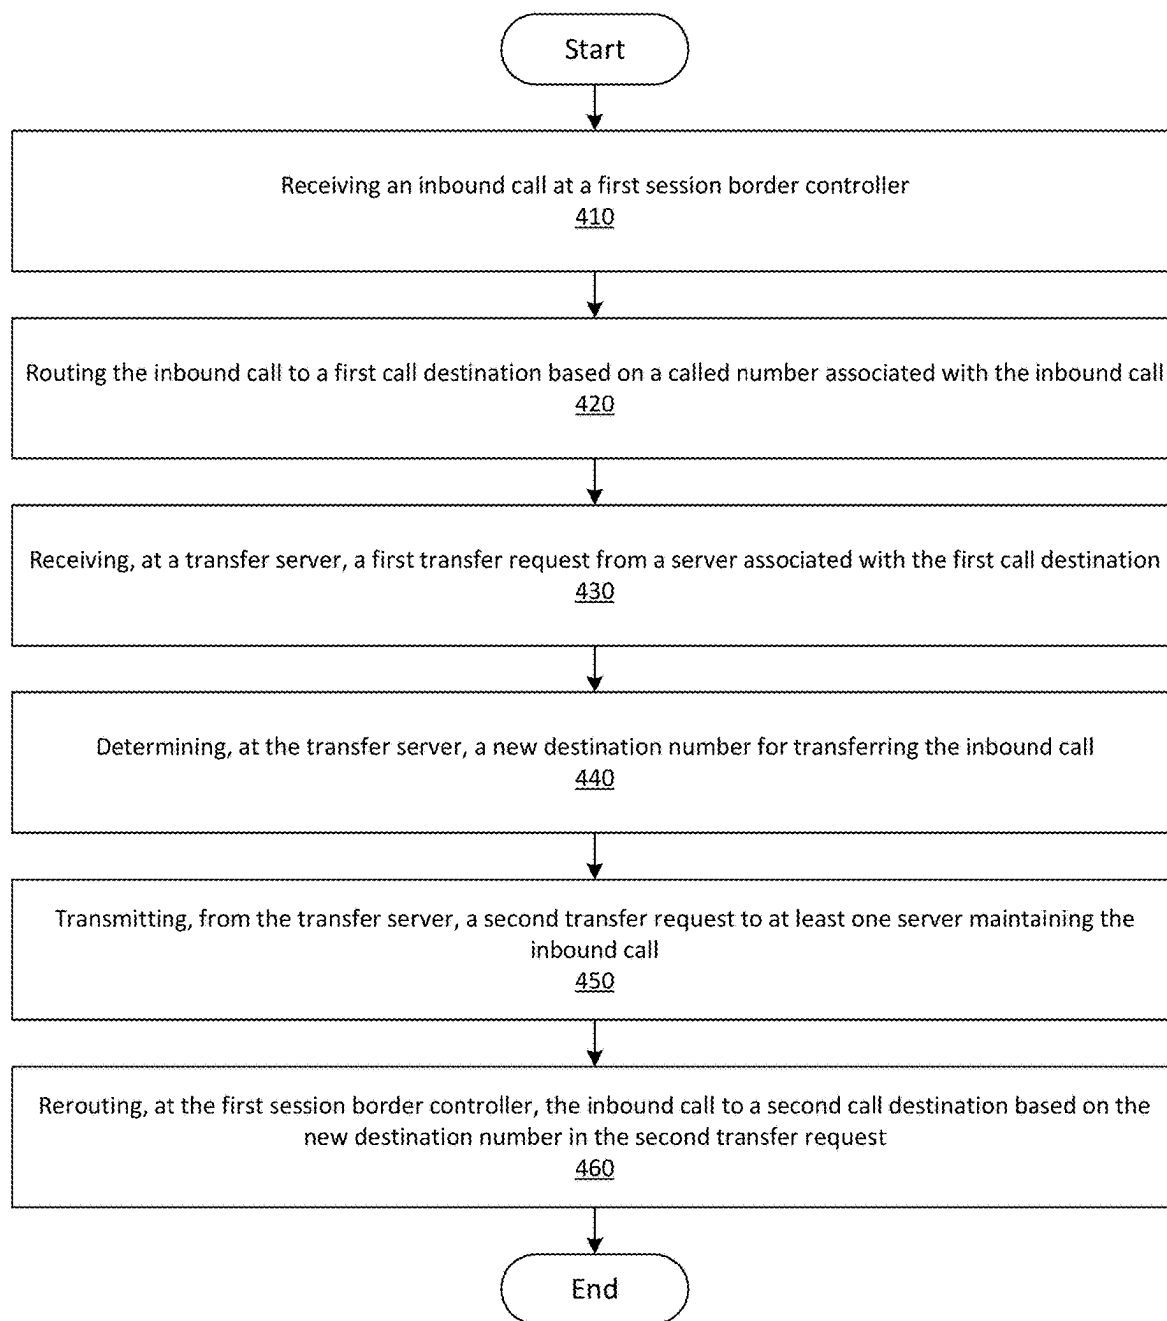 Start
Receiving an inbound call at a first session border controller
410
Routing the inbound call to a first call destination based on a called number associated with the inbound call
420
Receiving, at a transfer server, a first transfer request from a server associated with the first call destination
430
Determining, at the transfer server, a new destination number for transferring the inbound call
440
Transmitting, from the transfer server, a second transfer request to at least one server maintaining the
inbound call
450
Rerouting, at the first session border controller, the inbound call to a second call destination based on the
new destination number in the second transfer request
460
End